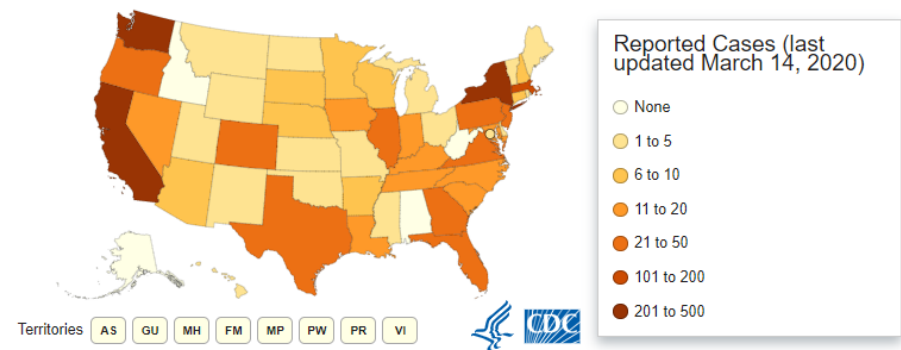 Reported Cases (last
updated March 14, 2020)
None
1 to 5
6 to 10
11 to 20
21 to 50
101 to 200
201 to 500
Territories AS GU MH FM MP PW PR VI
CDC